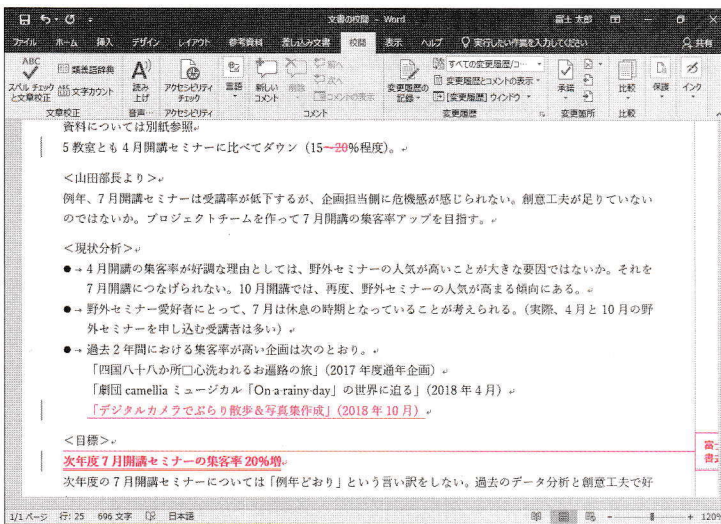 文書の校閲 - Word 富士 太郎
ファイル ホーム 挿入 デザイン レイアウト 参考資料 差し込み文書 校閲 表示 ヘルプ 実行したい作業を入力してください 共有
ABC
スペル チェックと文章校正
類義語辞典
文字カウント
文章校正
読み上げ
音声…
アクセシビリティ チェック
アクセシビリティ
言語
新しいコメント
削除
前へ
次へ
コメントの表示
コメント
変更履歴の記録
すべての変更履歴/コ…
変更履歴とコメントの表示
[変更履歴] ウィンドウ
変更履歴
承諾
変更箇所
比較
比較
保護
インク
資料については別紙参照
5 教室とも 4 月開講セミナーに比べてダウン（15～20%程度）。
＜山田部長より＞
例年、7 月開講セミナーは受講率が低下するが、企画担当側に危機感が感じられない。創意工夫が足りていない
のではないか。プロジェクトチームを作って 7 月開講の集客率アップを目指す。
＜現状分析＞
●→4 月開講の集客率が好調な理由としては、野外セミナーの人気が高いことが大きな要因ではないか。それを
7 月開講につなげられない。10 月開講では、再度、野外セミナーの人気が高まる傾向にある。
●→野外セミナー愛好者にとって、7 月は休息の時期となっていることが考えられる。（実際、4 月と 10 月の野
外セミナーを申し込む受講者は多い）
●→過去 2 年間における集客率が高い企画は次のとおり。
「四国八十八か所□心洗われるお遍路の旅」（2017 年度通年企画）
「劇団 camellia ミュージカル「On a rainy day」の世界に迫る」（2018 年 4 月）
「デジタルカメラでぶらり散歩＆写真集作成」（2018 年 10 月）
＜目標＞
次年度 7 月開講セミナーの集客率 20%増
次年度の 7 月開講セミナーについては「例年どおり」という言い訳をしない。過去のデータ分析と創意工夫で好
富士
書式
1/1 ページ 行: 25 696 文字 日本語 120%